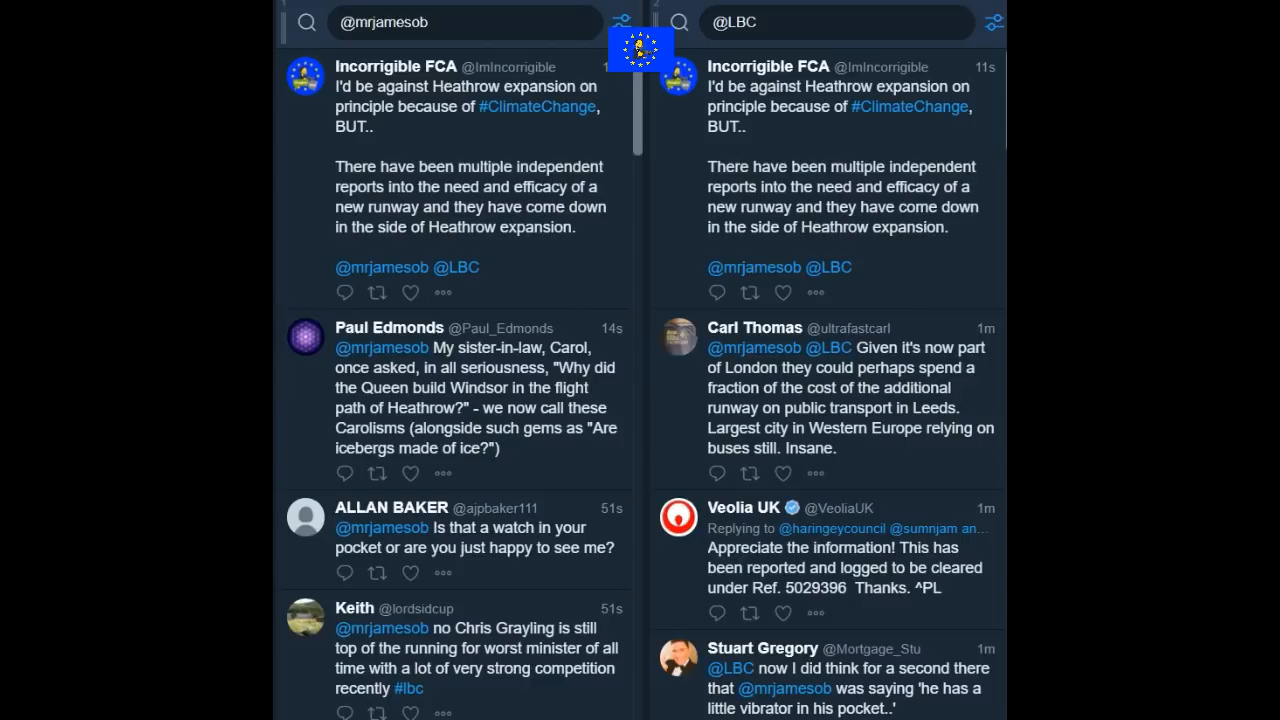 @mrjamesob
Incorrigible FCA @ImIncorrigible
I'd be against Heathrow expansion on
principle because of #ClimateChange,
BUT..
There have been multiple independent
reports into the need and efficacy of a
new runway and they have come down
in the side of Heathrow expansion.
@mrjamesob @LBC
Paul Edmonds @Paul_Edmonds 14s
@mrjamesob My sister-in-law, Carol,
once asked, in all seriousness, "Why did
the Queen build Windsor in the flight
path of Heathrow?" - we now call these
Carolisms (alongside such gems as "Are
icebergs made of ice?")
ALLAN BAKER @ajpbaker111 51s
@mrjamesob Is that a watch in your
pocket or are you just happy to see me?
Keith @lordsidcup 51s
@mrjamesob no Chris Grayling is still
top of the running for worst minister of all
time with a lot of very strong competition
recently #lbc
2
@LBC
Incorrigible FCA @ImIncorrigible 11s
I'd be against Heathrow expansion on
principle because of #ClimateChange,
BUT..
There have been multiple independent
reports into the need and efficacy of a
new runway and they have come down
in the side of Heathrow expansion.
@mrjamesob @LBC
Carl Thomas @ultrafastcarl 1m
@mrjamesob @LBC Given it's now part
of London they could perhaps spend a
fraction of the cost of the additional
runway on public transport in Leeds.
Largest city in Western Europe relying on
buses still. Insane.
Veolia UK @VeoliaUK 1m
Replying to @haringeycouncil @sumnjam an...
Appreciate the information! This has
been reported and logged to be cleared
under Ref. 5029396 Thanks. ^PL
Stuart Gregory @Mortgage_Stu 1m
@LBC now I did think for a second there
that @mrjamesob was saying 'he has a
little vibrator in his pocket..'